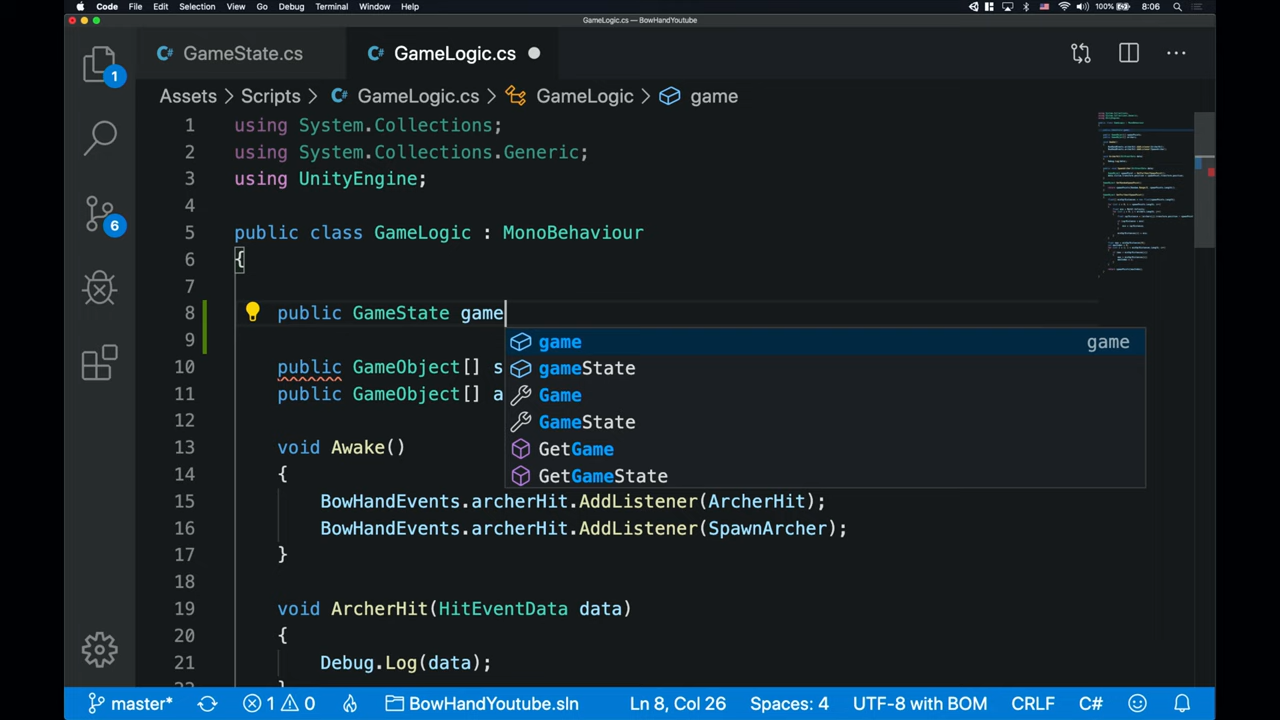 Code File Edit Selection View Go Debug Terminal Window Help 100% 8:06
GameLogic.cs — BowHandYoutube
GameState.cs GameLogic.cs
Assets > Scripts > GameLogic.cs > GameLogic > game
1
6
1 using System.Collections;
2 using System.Collections.Generic;
3 using UnityEngine;
4
5 public class GameLogic : MonoBehaviour
6 {
7
8 public GameState game
9
10 public GameObject[] s
11 public GameObject[] a
game game
gameState
Game
GameState
GetGame
GetGameState
12
13 void Awake()
14 {
15 BowHandEvents.archerHit.AddListener(ArcherHit);
16 BowHandEvents.archerHit.AddListener(SpawnArcher);
17 }
18
19 void ArcherHit(HitEventData data)
20 {
21 Debug.Log(data);
master* 1 0 BowHandYoutube.sln Ln 8, Col 26 Spaces: 4 UTF-8 with BOM CRLF C#